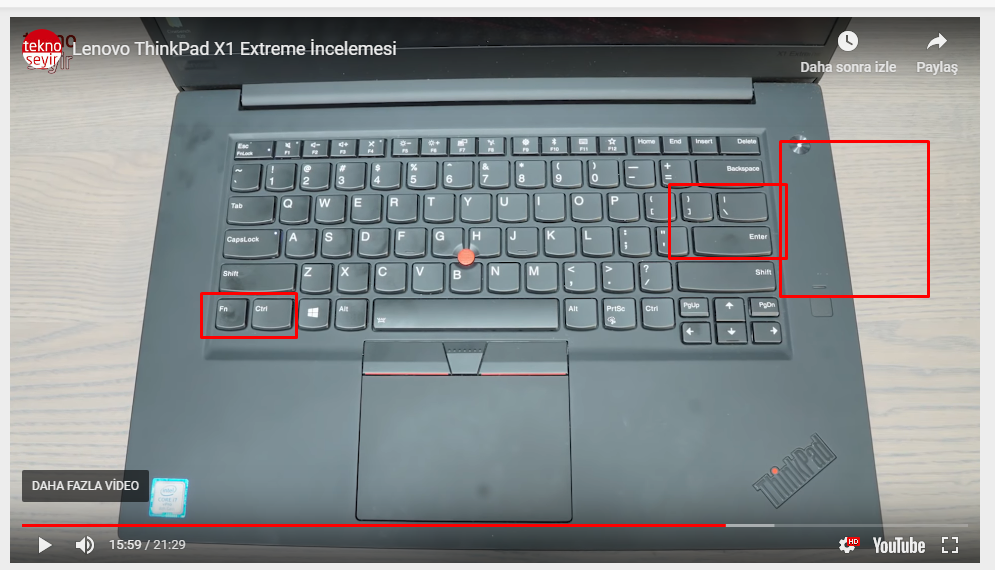 tekno
seyir
Lenovo ThinkPad X1 Extreme İncelemesi
Daha sonra izle
Paylaş
Esc
FnLock
F1
F2
F3
F4
F5
F6
F7
F8
F9
F10
F11
F12
Home
End
Insert
Delete
~ ! @ # $ % ^ & * ( ) — +
` 1 2 3 4 5 6 7 8 9 0 - =
Backspace
Tab
Q W E R T Y U I O P { } |
[ ] \
CapsLock
A S D F G H J K L : "
; '
Enter
Shift
Z X C V B N M < > ?
, . /
Shift
Fn
Ctrl
Alt
Alt
PrtSc
Ctrl
PgUp
PgDn
ThinkPad
DAHA FAZLA VİDEO
15:59 / 21:29
HD
YouTube